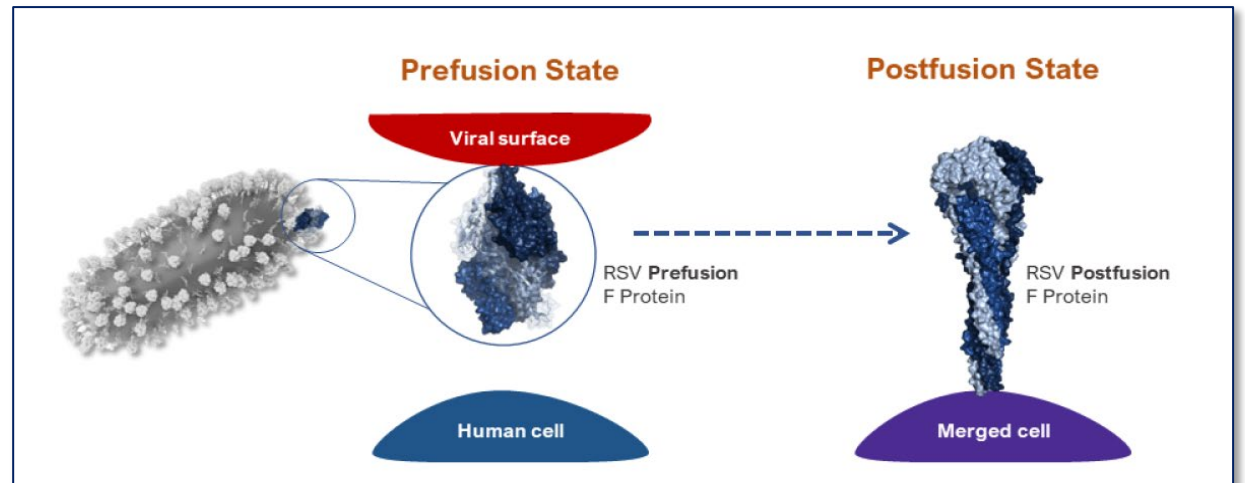 Prefusion State
Postfusion State
Viral surface
RSV Prefusion
F Protein
RSV Postfusion
F Protein
Human cell
Merged cell